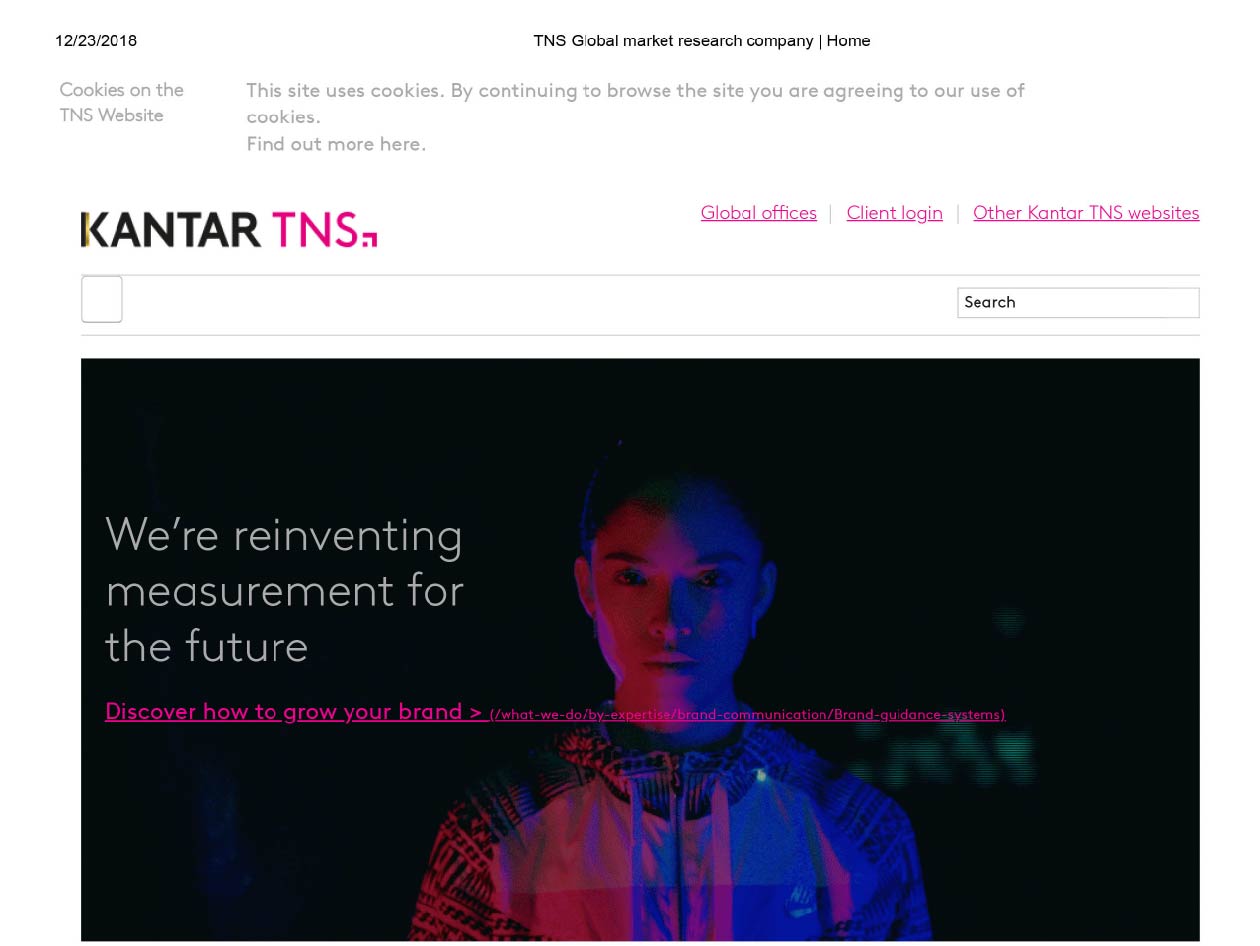 12/23/2018
TNS Global market research company | Home
Cookies on the
TNS Website
This site uses cookies. By continuing to browse the site you are agreeing to our use of
cookies.
Find out more here.
KANTAR TNS
Global offices | Client login | Other Kantar TNS websites
Search
We’re reinventing
measurement for
the future
Discover how to grow your brand > (/what-we-do/by-expertise/brand-communication/Brand-guidance-systems)